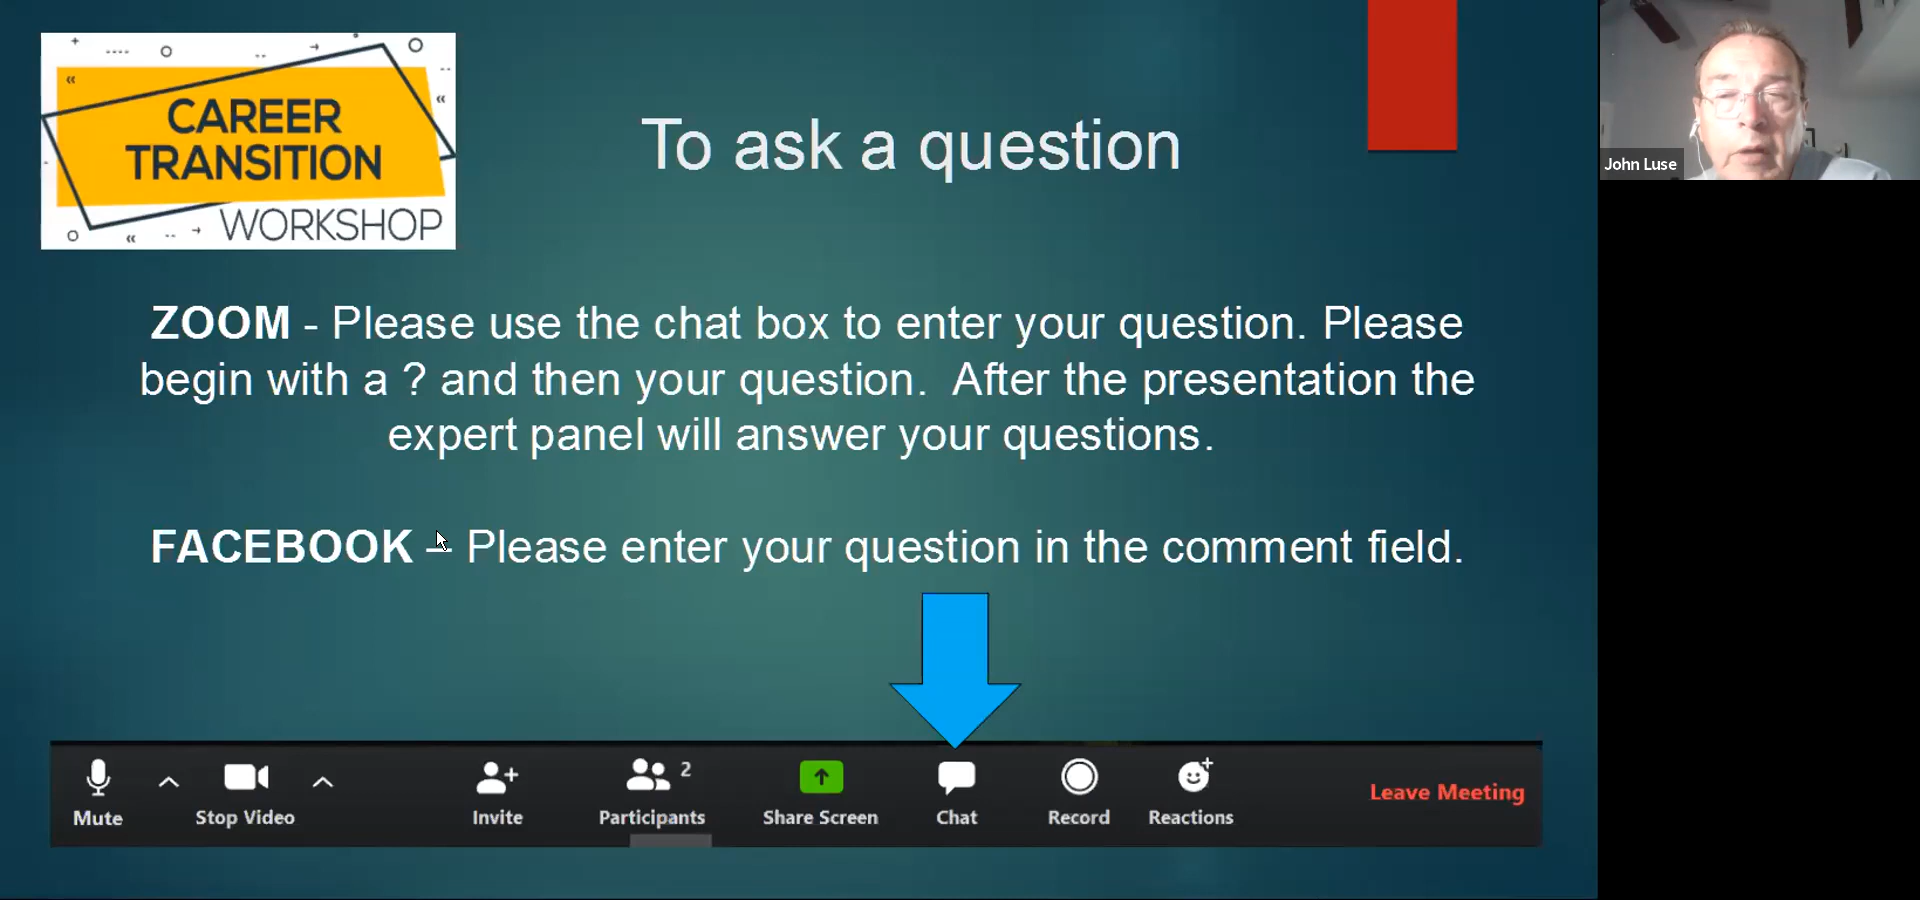 CAREER
TRANSITION
WORKSHOP
To ask a question
John Luse
ZOOM - Please use the chat box to enter your question. Please
begin with a ? and then your question.  After the presentation the
expert panel will answer your questions.
FACEBOOK – Please enter your question in the comment field.
2
Mute
Stop Video
Invite
Participants
Share Screen
Chat
Record
Reactions
Leave Meeting